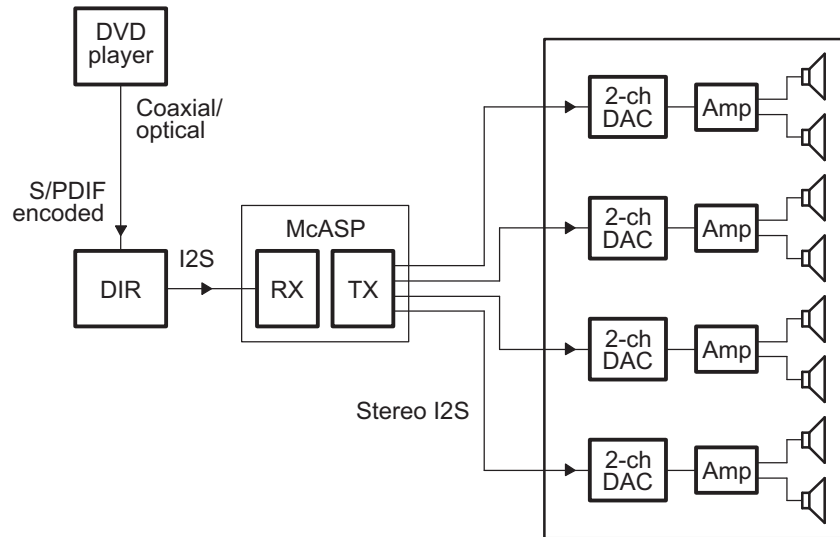 DVD
player
Coaxial/
optical
S/PDIF
encoded
DIR
I2S
McASP
RX
TX
Stereo I2S
2-ch
DAC
Amp
2-ch
DAC
Amp
2-ch
DAC
Amp
2-ch
DAC
Amp